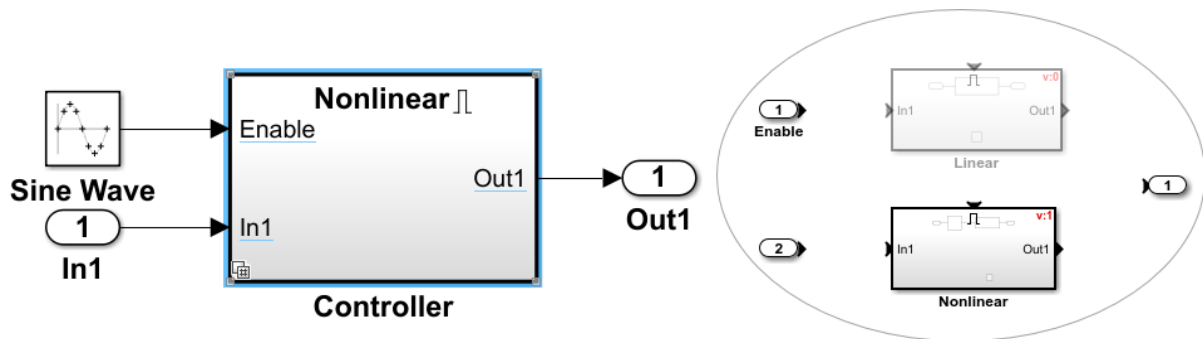 Nonlinear
Enable
Sine Wave
Out1
1
Out1
1
In1
In1
Controller
1
Enable
v:0
In1
Out1
Linear
1
v:1
2
In1
Out1
Nonlinear